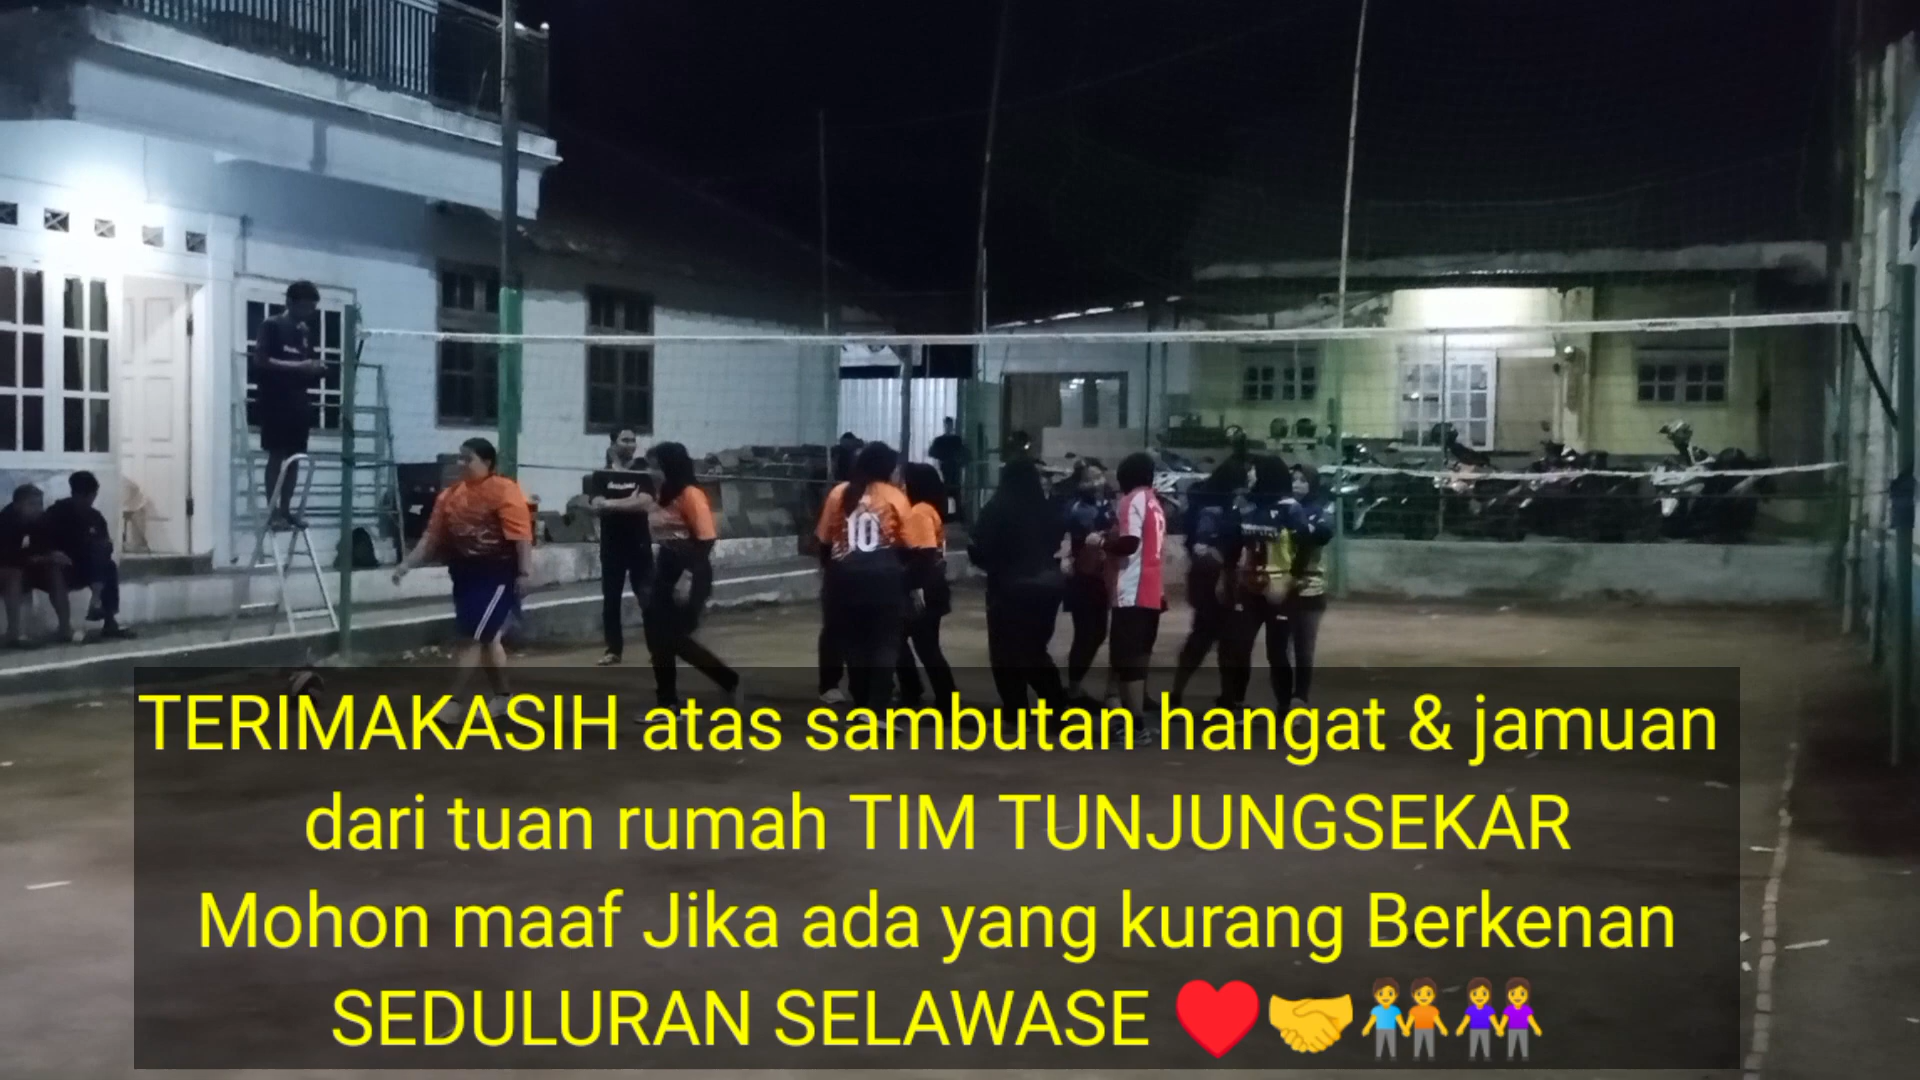 TERIMAKASIH atas sambutan hangat & jamuan
dari tuan rumah TIM TUNJUNGSEKAR
Mohon maaf Jika ada yang kurang Berkenan
SEDULURAN SELAWASE ♥️🤝🧑‍🤝‍🧑👭
10